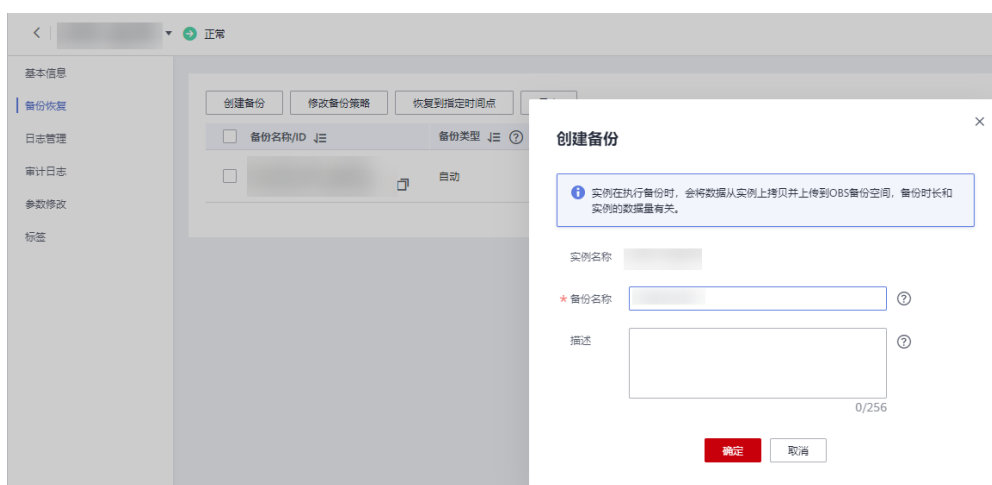 正常
基本信息
备份恢复
日志管理
审计日志
参数修改
标签
创建备份 修改备份策略 恢复到指定时间点
备份名称/ID 备份类型
自动
创建备份
实例在执行备份时，会将数据从实例上拷贝并上传到OBS备份空间，备份时长和
实例的数据量有关。
实例名称
* 备份名称
描述
0/256
确定 取消